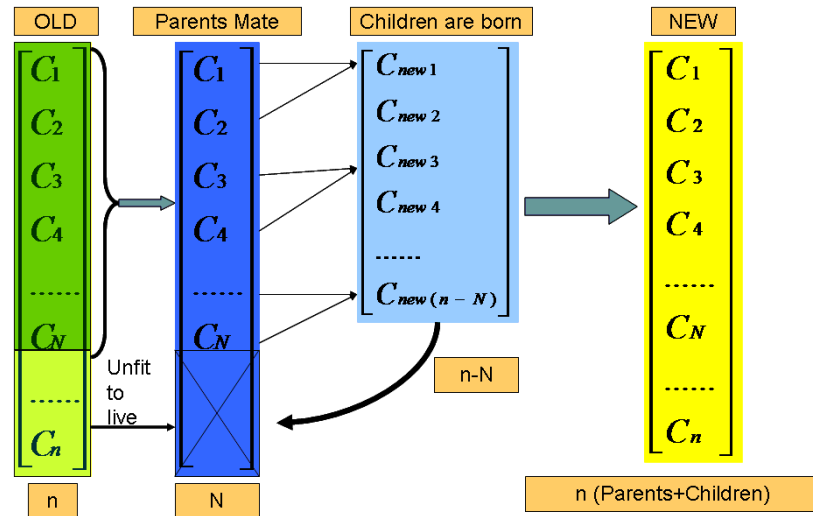 OLD
Parents Mate
Children are born
NEW
C1
C2
C3
C4
......
CN
......
Cn
Unfit
to
live
n
C1
C2
C3
C4
......
CN
N
Cnew 1
Cnew 2
Cnew 3
Cnew 4
......
Cnew (n - N)
n-N
C1
C2
C3
C4
......
CN
......
Cn
n (Parents+Children)